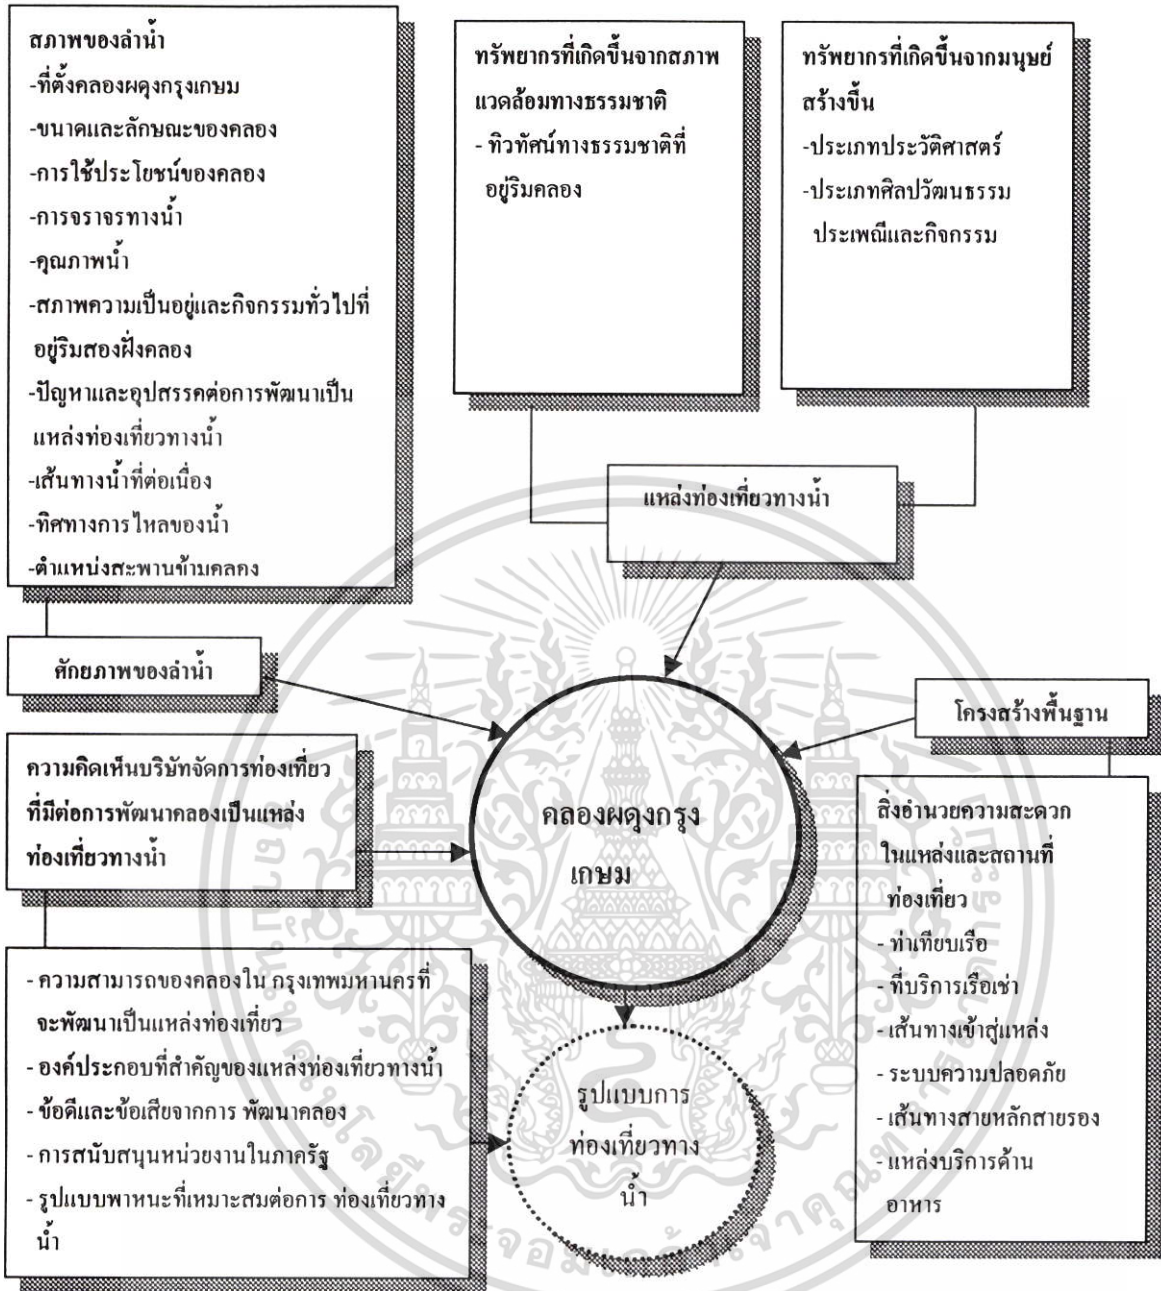 สภาพของลำน้ำ
-ที่ตั้งคลองผดุงกรุงเกษม
-ขนาดและลักษณะของคลอง
-การใช้ประโยชน์ของคลอง
-การจราจรทางน้ำ
-คุณภาพน้ำ
-สภาพความเป็นอยู่และกิจกรรมทั่วไปที่
อยู่ริมสองฝั่งคลอง
-ปัญหาและอุปสรรคต่อการพัฒนาเป็น
แหล่งท่องเที่ยวทางน้ำ
-เส้นทางน้ำที่ต่อเนื่อง
-ทิศทางการไหลของน้ำ
-ตำแหน่งสะพานข้ามคลอง
ทรัพยากรที่เกิดขึ้นจากสภาพ
แวดล้อมทางธรรมชาติ
- ทิวทัศน์ทางธรรมชาติที่
อยู่ริมคลอง
ทรัพยากรที่เกิดขึ้นจากมนุษย์
สร้างขึ้น
-ประเภทประวัติศาสตร์
-ประเภทศิลปวัฒนธรรม
ประเพณีและกิจกรรม
แหล่งท่องเที่ยวทางน้ำ
ศักยภาพของลำน้ำ
โครงสร้างพื้นฐาน
ความคิดเห็นบริษัทจัดการท่องเที่ยว
ที่มีต่อการพัฒนาคลองเป็นแหล่ง
ท่องเที่ยวทางน้ำ
คลองผดุงกรุง
เกษม
สิ่งอำนวยความสะดวก
ในแหล่งและสถานที่
ท่องเที่ยว
- ท่าเทียบเรือ
- ที่บริการเรือเช่า
- เส้นทางเข้าสู่แหล่ง
- ระบบความปลอดภัย
- เส้นทางสายหลักสายรอง
- แหล่งบริการด้าน
อาหาร
- ความสามารถของคลองใน กรุงเทพมหานครที่
จะพัฒนาเป็นแหล่งท่องเที่ยว
- องค์ประกอบที่สำคัญของแหล่งท่องเที่ยวทางน้ำ
- ข้อดีและข้อเสียจากการ พัฒนาคลอง
- การสนับสนุนหน่วยงานในภาครัฐ
- รูปแบบพาหนะที่เหมาะสมต่อการ ท่องเที่ยวทาง
น้ำ
รูปแบบการ
ท่องเที่ยวทาง
น้ำ